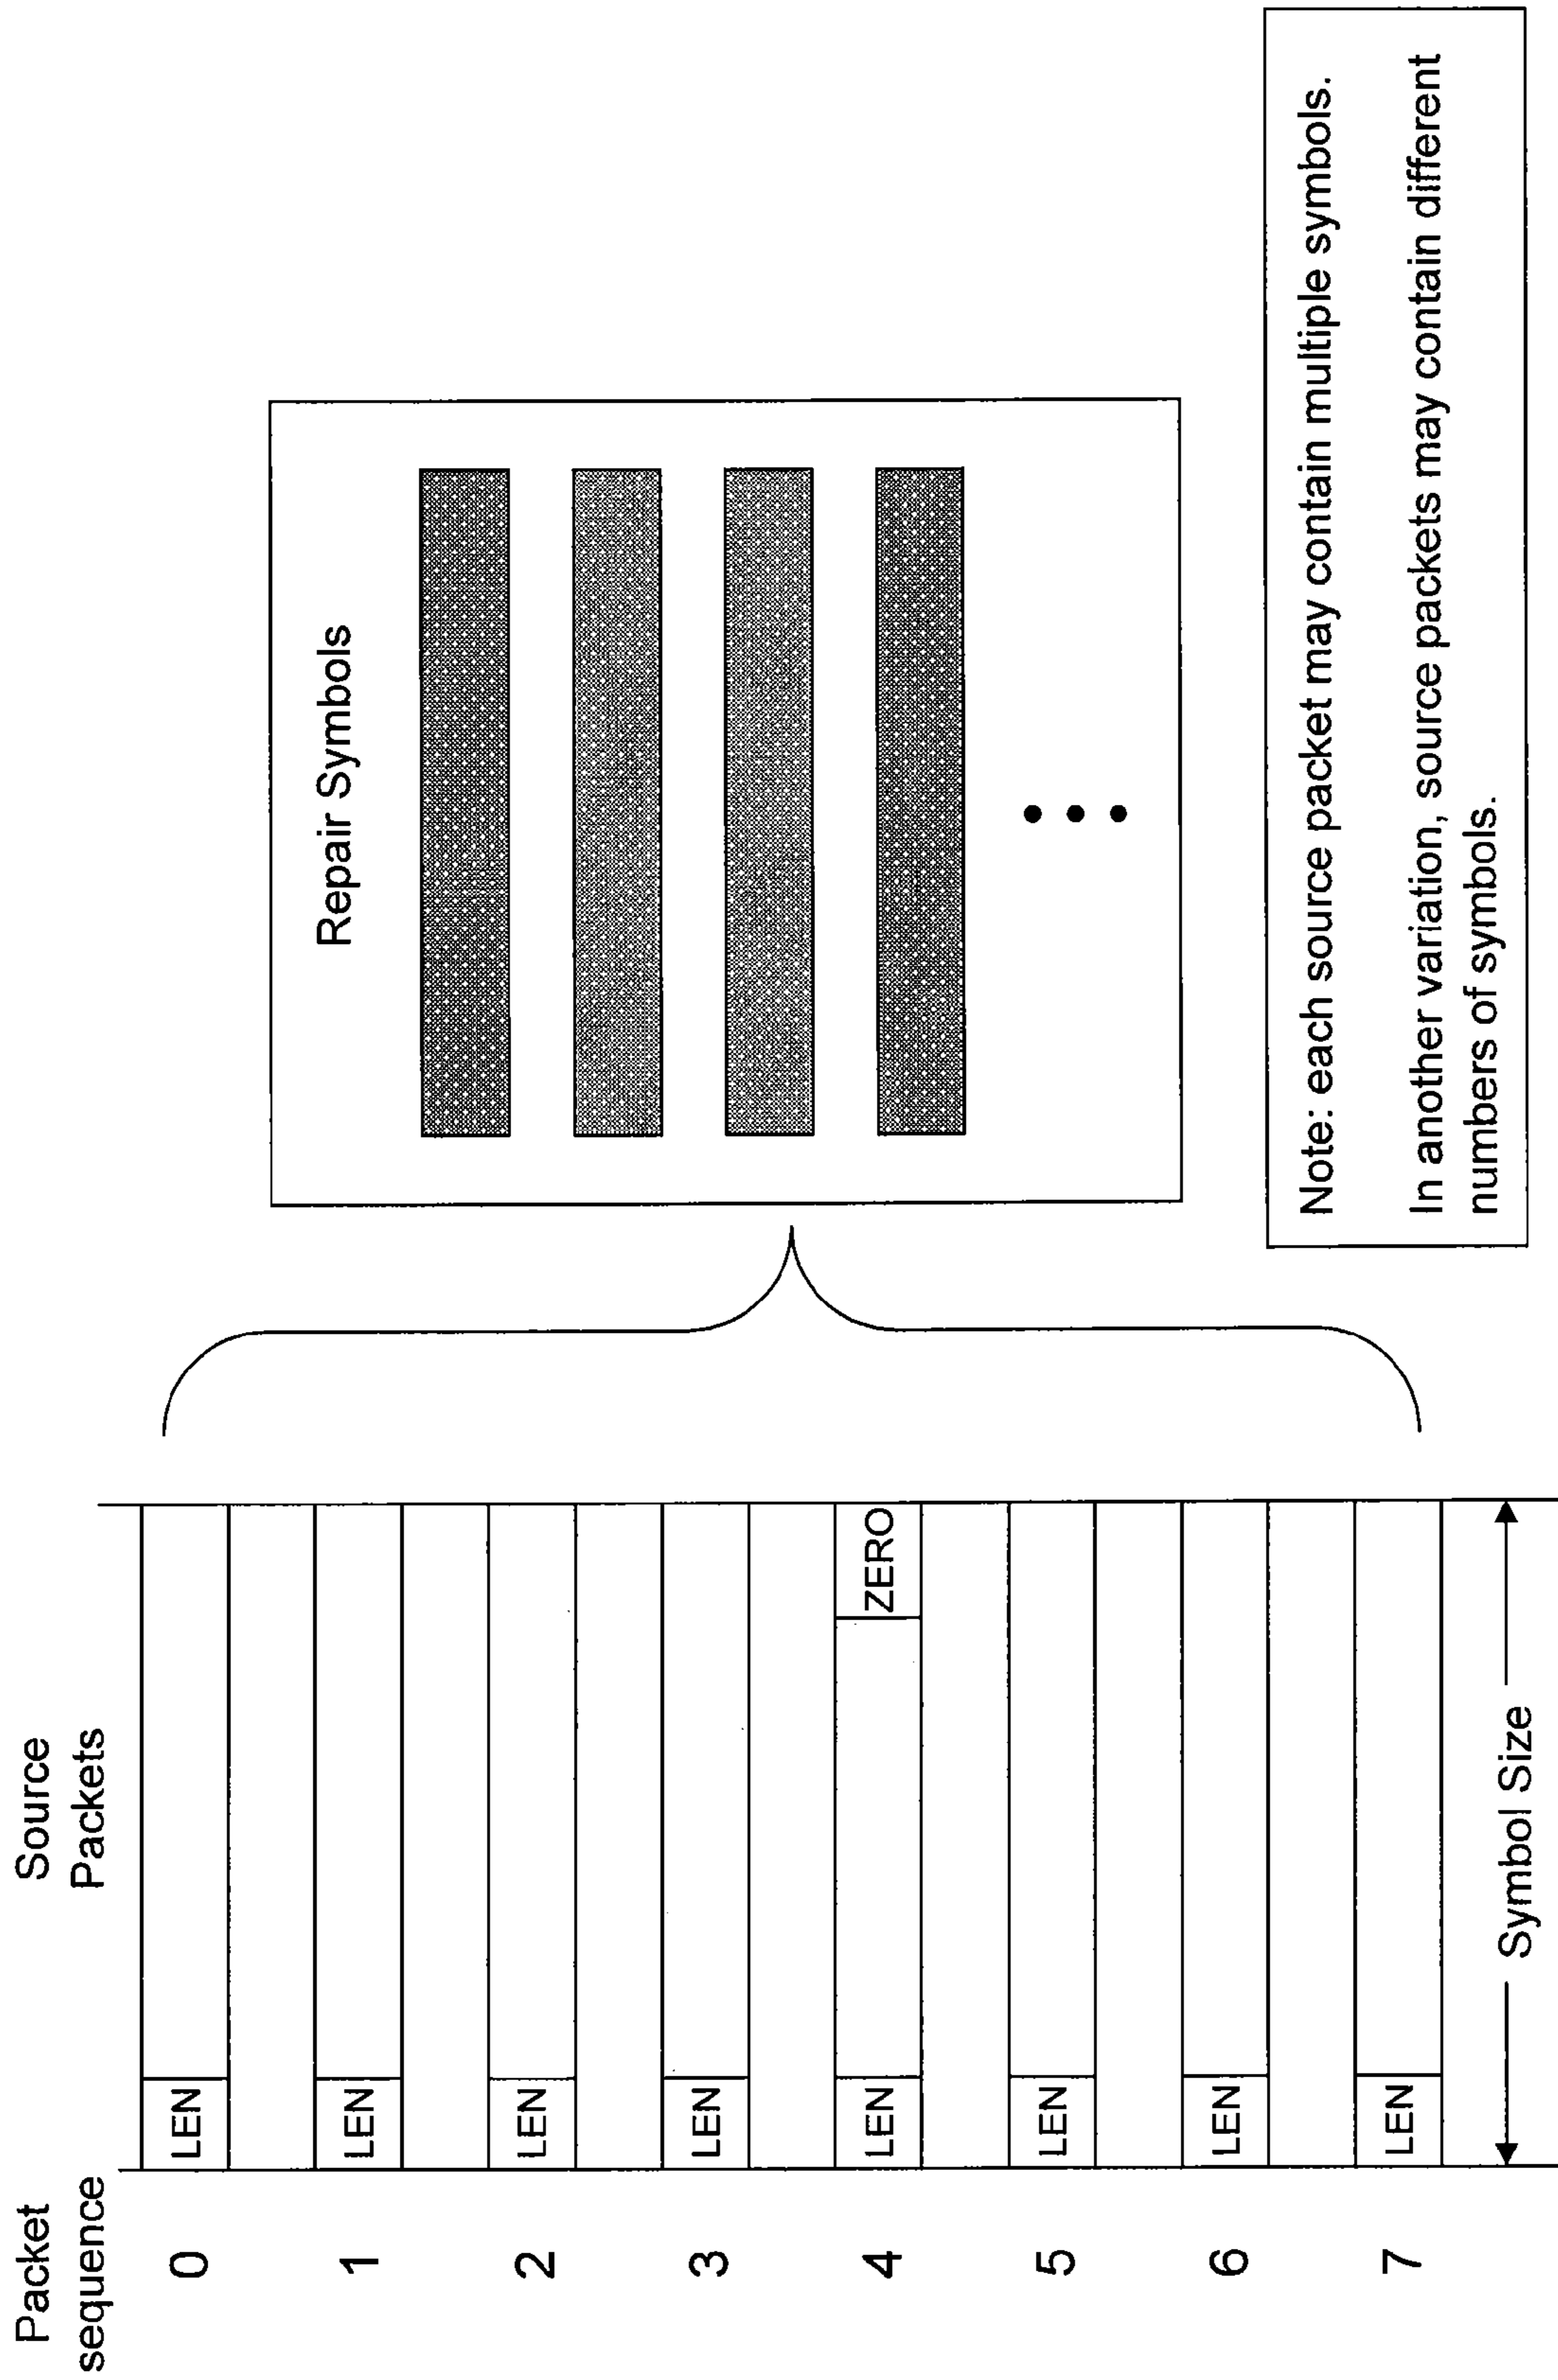 Packet
sequence
Source
Packets
0
LEN
1
LEN
2
LEN
3
LEN
4
LEN
ZERO
5
LEN
6
LEN
7
LEN
Symbol Size
Repair Symbols
Note: each source packet may contain multiple symbols.
In another variation, source packets may contain different
numbers of symbols.